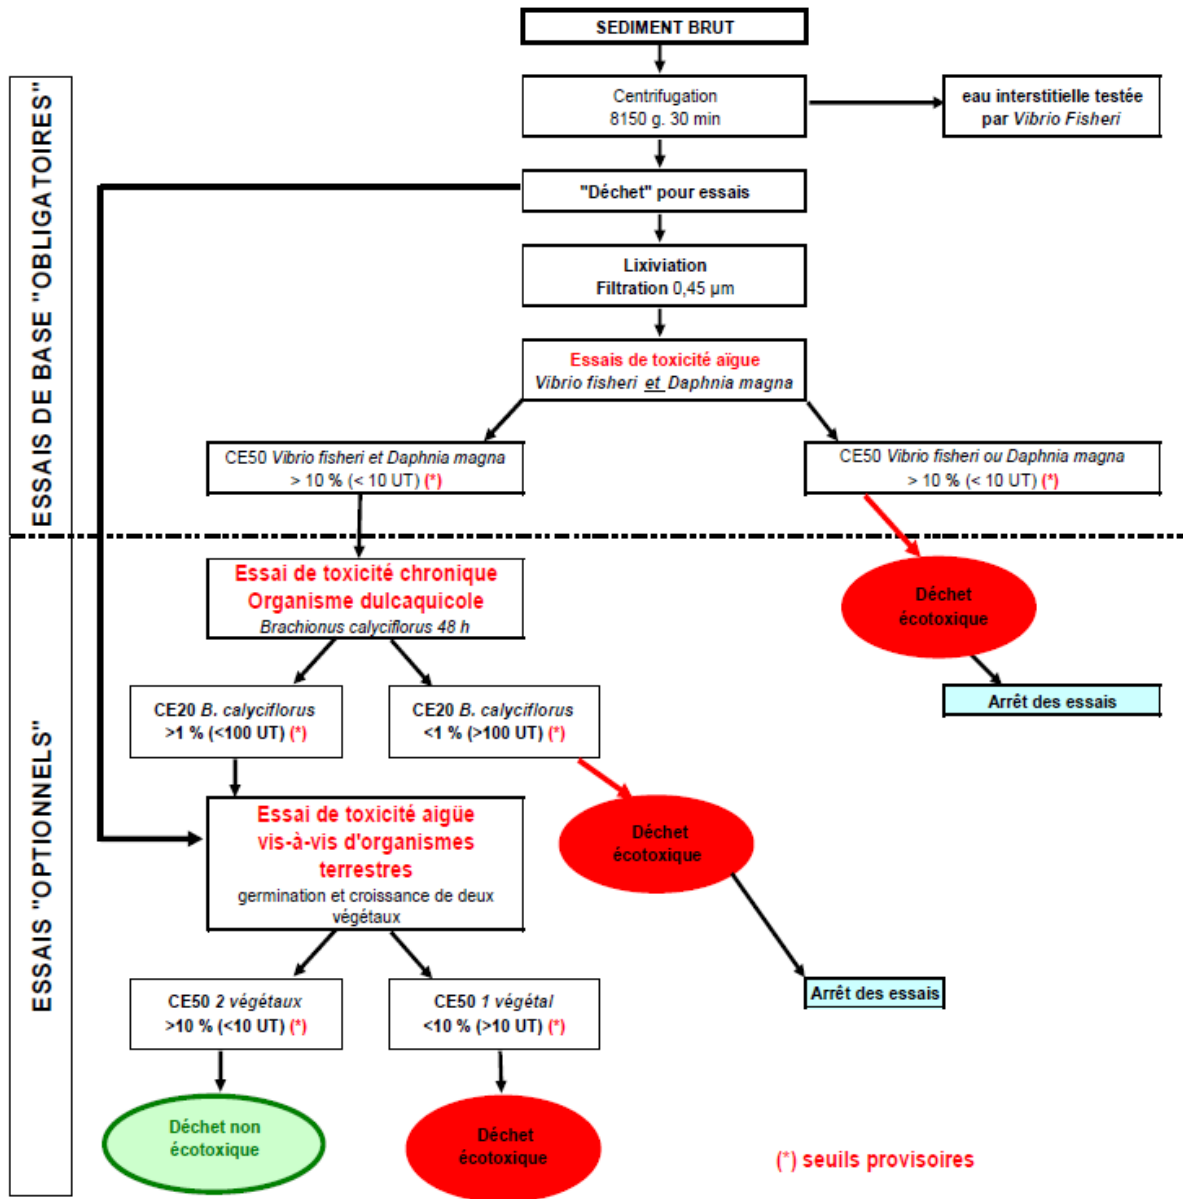 SEDIMENT BRUT
ESSAIS DE BASE "OBLIGATOIRES"
Centrifugation
8150 g. 30 min
eau interstitielle testée
par Vibrio Fisheri
"Déchet" pour essais
Lixiviation
Filtration 0,45 µm
Essais de toxicité aïgue
Vibrio fisheri et Daphnia magna
CE50 Vibrio fisheri et Daphnia magna
> 10 % (< 10 UT) (*)
CE50 Vibrio fisheri ou Daphnia magna
> 10 % (< 10 UT) (*)
ESSAIS "OPTIONNELS"
Essai de toxicité chronique
Organisme dulcaquicole
Brachionus calyciflorus 48 h
Déchet
écotoxique
Arrêt des essais
CE20 B. calyciflorus
>1 % (<100 UT) (*)
CE20 B. calyciflorus
<1 % (>100 UT) (*)
Essai de toxicité aigüe
vis-à-vis d'organismes
terrestres
germination et croissance de deux
végétaux
Déchet
écotoxique
Arrêt des essais
CE50 2 végétaux
>10 % (<10 UT) (*)
CE50 1 végétal
<10 % (>10 UT) (*)
Déchet non
écotoxique
Déchet
écotoxique
(*) seuils provisoires